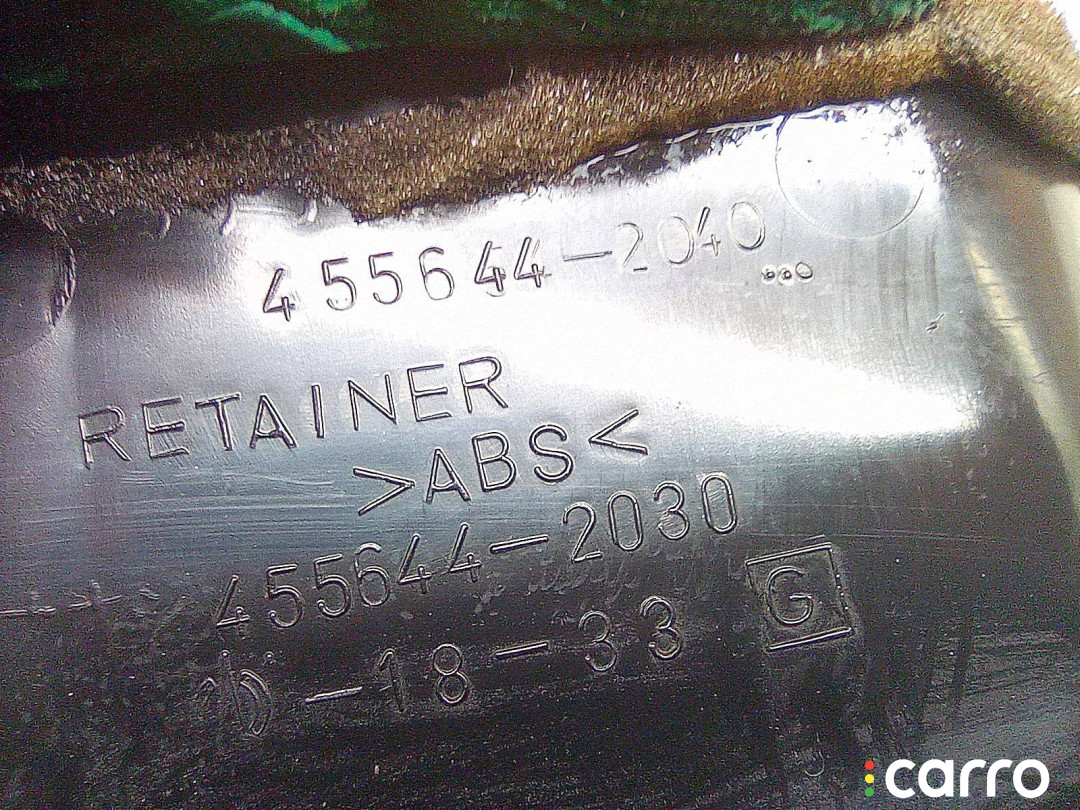 455644-2040
RETAINER
>ABS<
455644-2030
G
-18-33
carro